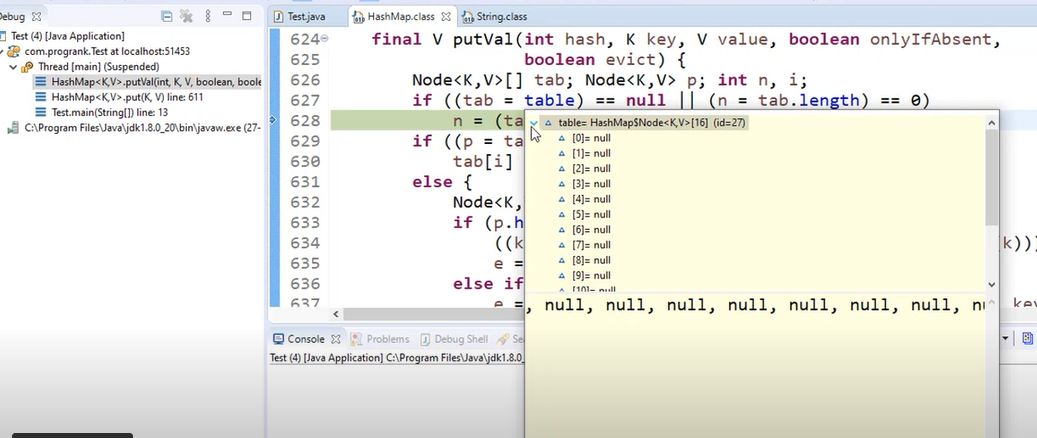 Debug
Test (4) [Java Application]
com.progrank.Test at localhost:51453
Thread [main] (Suspended)
HashMap<K,V>.putVal(int, K, V, boolean, boole
HashMap<K,V>.put(K, V) line: 611
Test.main(String[]) line: 13
C:\Program Files\Java\jdk1.8.0_20\bin\javaw.exe (27-
Test.java HashMap.class String.class
624 final V putVal(int hash, K key, V value, boolean onlyIfAbsent,
625 boolean evict) {
626 Node<K,V>[] tab; Node<K,V> p; int n, i;
627 if ((tab = table) == null || (n = tab.length) == 0)
628 n = (ta
629 if ((p = ta
630 tab[i]
631 else {
632 Node<K,
633 if (p.h
634 ((k k)))
635 e =
636 else if
637 e = key
table= HashMap$Node<K,V>[16] (id=27)
[0]= null
[1]= null
[2]= null
[3]= null
[4]= null
[5]= null
[6]= null
[7]= null
[8]= null
[9]= null
[10]= null
, null, null, null, null, null, null, null, nu
Console Problems Debug Shell Se
Test (4) [Java Application] C:\Program Files\Java\jdk1.8.0_